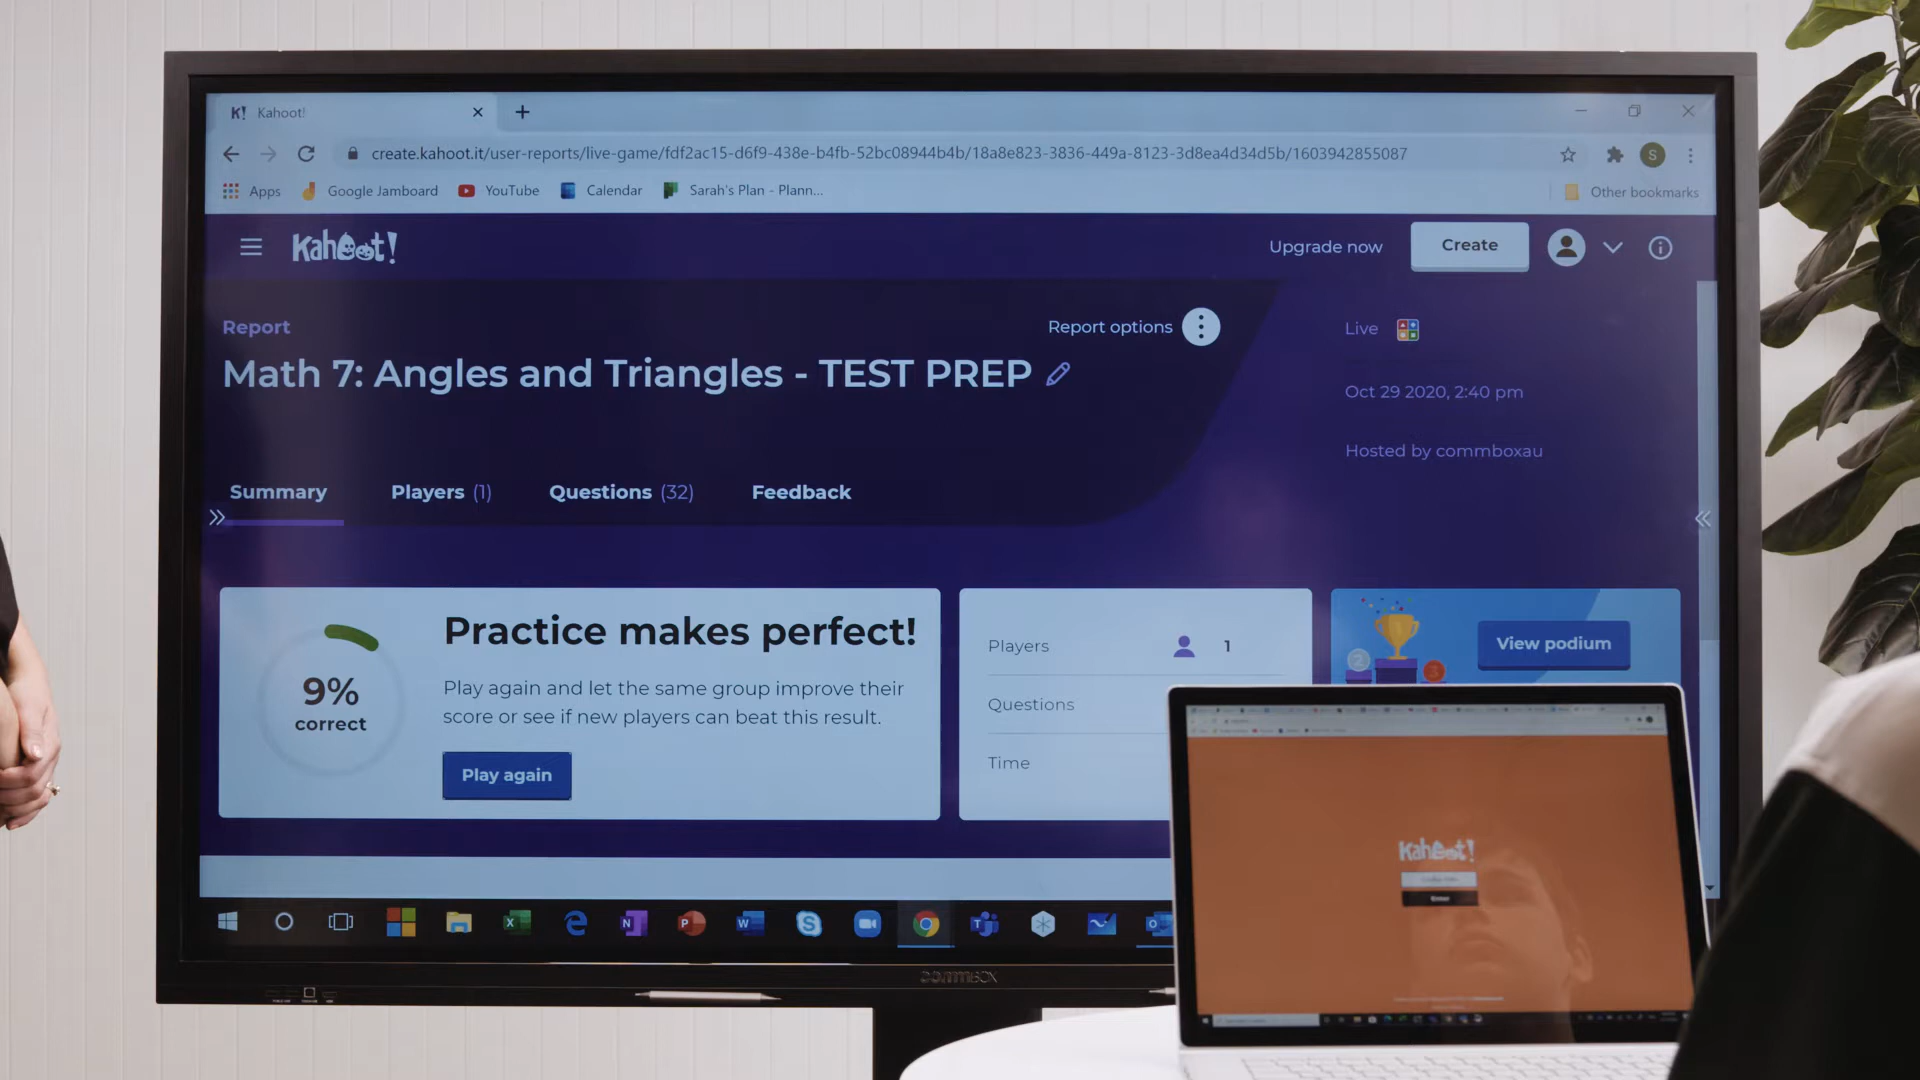 K! Kahoot!
create.kahoot.it/user-reports/live-game/fdf2ac15-d6f9-438e-b4fb-52bc08944b4b/18a8e823-3836-449a-8123-3d8ea4d34d5b/1603942855087
S
Apps Google Jamboard YouTube Calendar Sarah's Plan - Plann... Other bookmarks
Kahoot! Upgrade now Create
Report Report options Live
Math 7: Angles and Triangles - TEST PREP
Oct 29 2020, 2:40 pm
Hosted by commboxau
Summary Players (1) Questions (32) Feedback
Practice makes perfect!
9%
correct
Play again and let the same group improve their
score or see if new players can beat this result.
Play again
Players 1
Questions
Time
View podium
2 3
Kahoot!
Enter
commbox